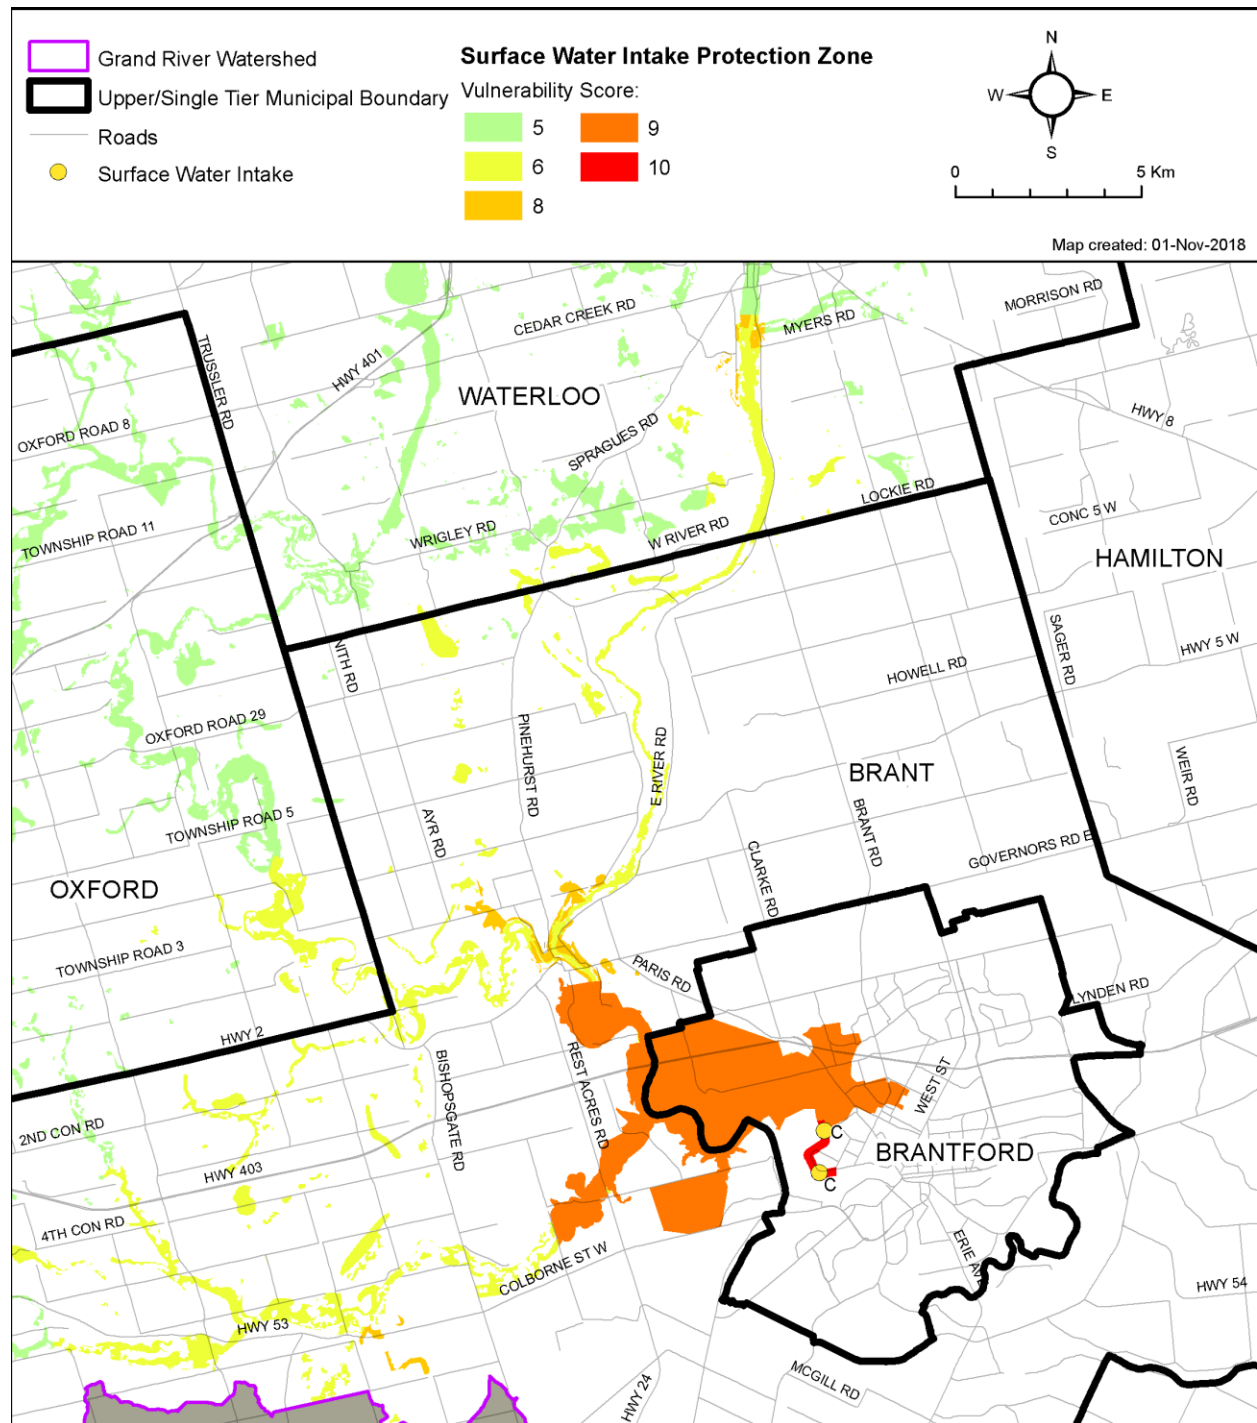 Grand River Watershed
Upper/Single Tier Municipal Boundary
Roads
Surface Water Intake
Surface Water Intake Protection Zone
Vulnerability Score:
5
9
6
10
8
N
W
E
S
0
5 Km
Map created: 01-Nov-2018
MORRISON RD
CEDAR CREEK RD
MYERS RD
TRUSSLER RD
HWY 401
WATERLOO
HWY 8
OXFORD ROAD 8
SPRAGUES RD
LOCKIE RD
CONC 5 W
TOWNSHIP ROAD 11
WRIGLEY RD
W RIVER RD
HAMILTON
NITH RD
SAGER RD
HWY 5 W
HOWELL RD
OXFORD ROAD 29
PINEHURST RD
E RIVER RD
BRANT
WEIR RD
TOWNSHIP ROAD 5
AYR RD
BRANT RD
CLARKE RD
GOVERNORS RD E
OXFORD
TOWNSHIP ROAD 3
PARIS RD
LYNDEN RD
HWY 2
REST ACRES RD
BISHOPSGATE RD
WEST ST
2ND CON RD
C
BRANTFORD
HWY 403
C
4TH CON RD
COLBORNE ST W
ERIE AVE
HWY 54
HWY 53
MCGILL RD
HWY 24